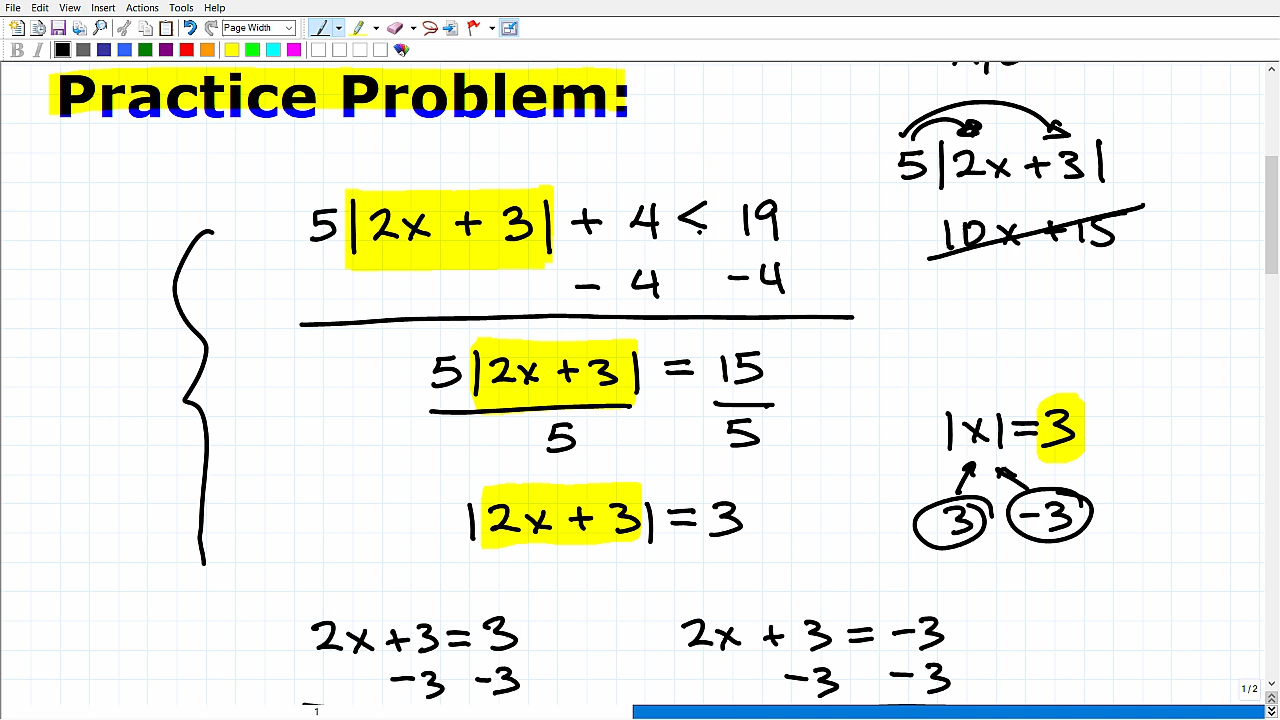 File Edit View Insert Actions Tools Help
Page Width
B I
Practice Problem:
5|2x + 3|
10x + 15
5|2x + 3| + 4 < 19
- 4 -4
5|2x + 3| = 15
5 5
|x| = 3
3 -3
|2x + 3| = 3
2x + 3 = 3 2x + 3 = -3
-3 -3 -3 -3
1/2
1